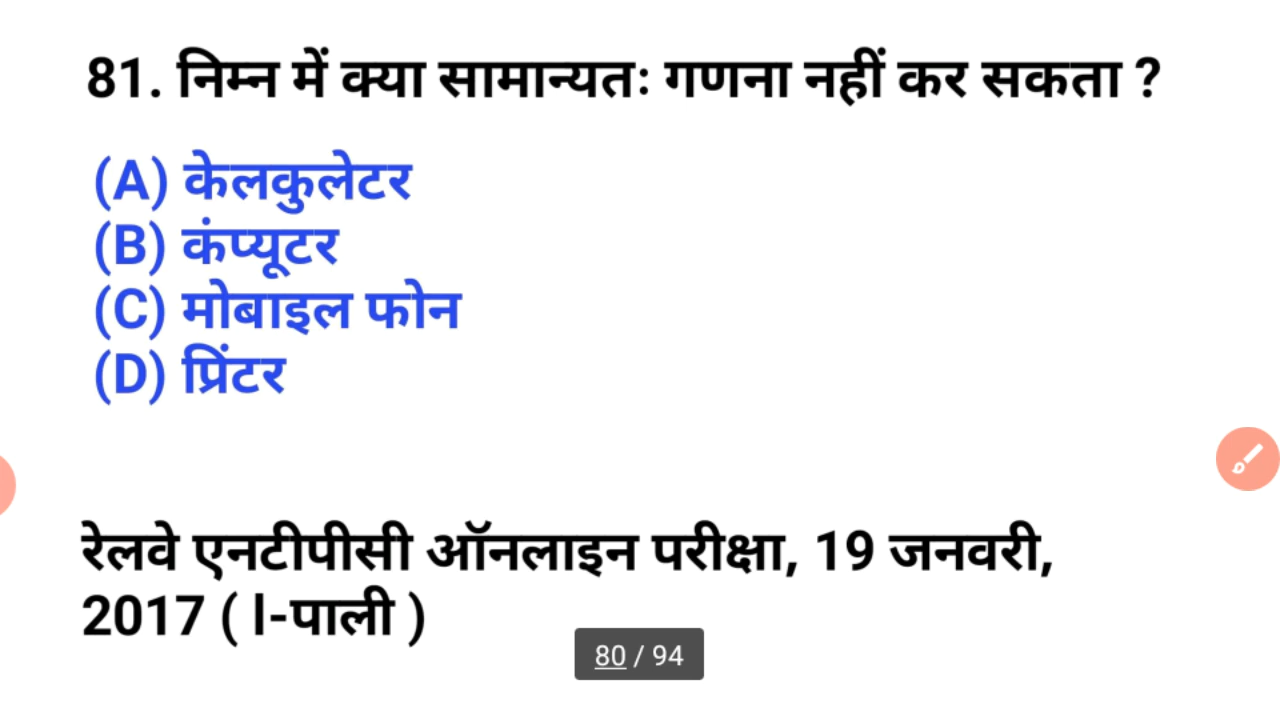 81. निम्न में क्या सामान्यतः गणना नहीं कर सकता ?
(A) केलकुलेटर
(B) कंप्यूटर
(C) मोबाइल फोन
(D) प्रिंटर
रेलवे एनटीपीसी ऑनलाइन परीक्षा, 19 जनवरी,
2017 ( l-पाली )
80 / 94